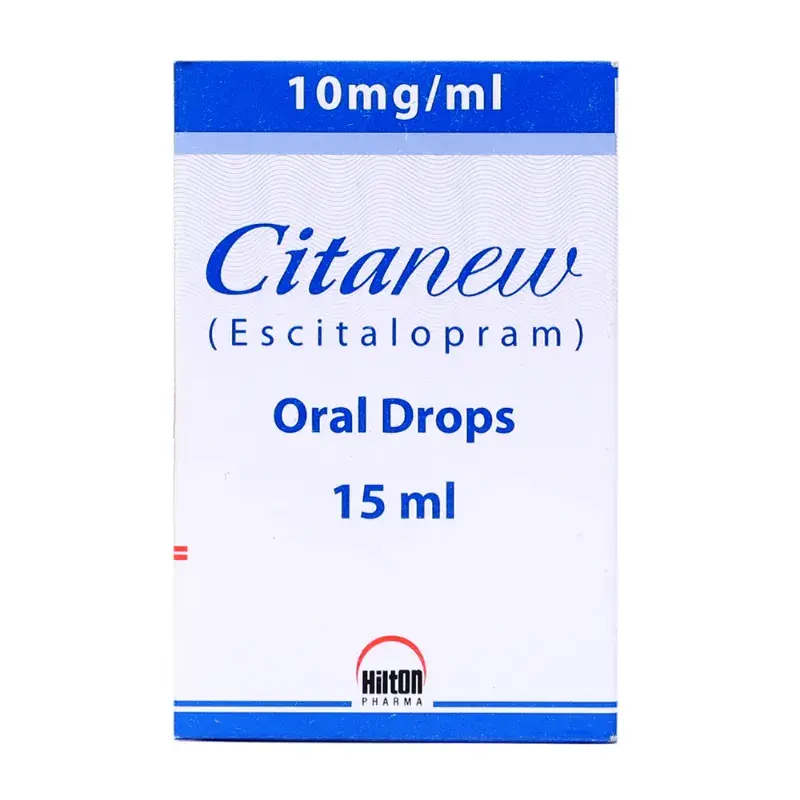 10mg/ml
Citanew
(Escitalopram)
Oral Drops
15 ml
HiltOn
PHARMA